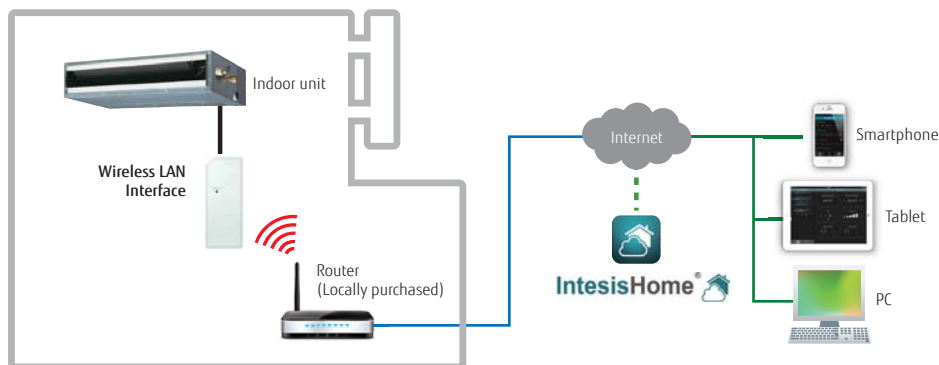 Indoor unit
Wireless LAN
Interface
Router
(Locally purchased)
Internet
IntesisHome®
Smartphone
Tablet
PC